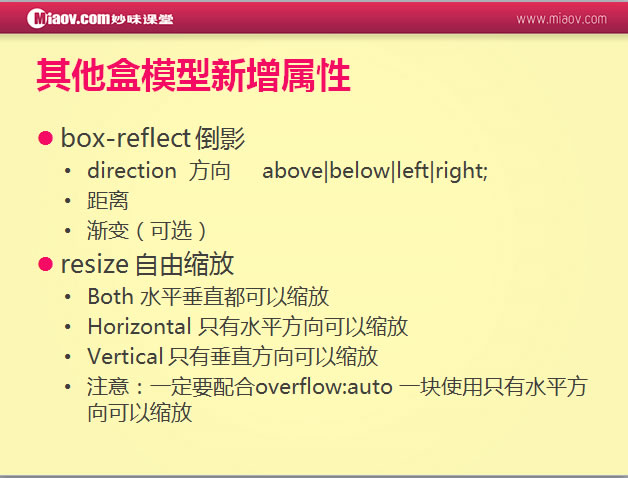 Miaov.com妙味课堂
www.miaov.com
其他盒模型新增属性
box-reflect 倒影
direction 方向 above|below|left|right;
距离
渐变（可选）
resize 自由缩放
Both 水平垂直都可以缩放
Horizontal 只有水平方向可以缩放
Vertical 只有垂直方向可以缩放
注意：一定要配合overflow:auto 一块使用只有水平方
向可以缩放